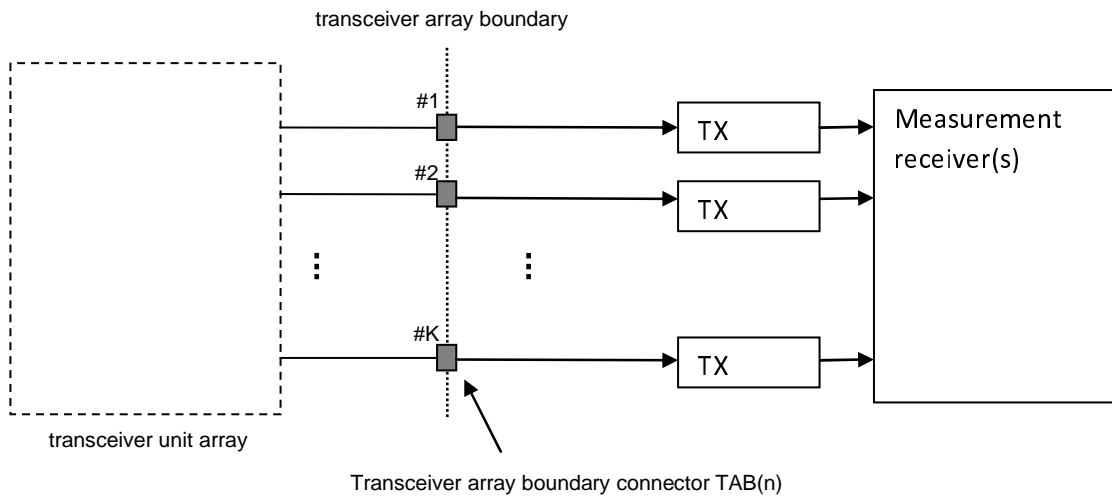 transceiver array boundary
#1
TX
Measurement
receiver(s)
#2
TX
#K
TX
transceiver unit array
Transceiver array boundary connector TAB(n)